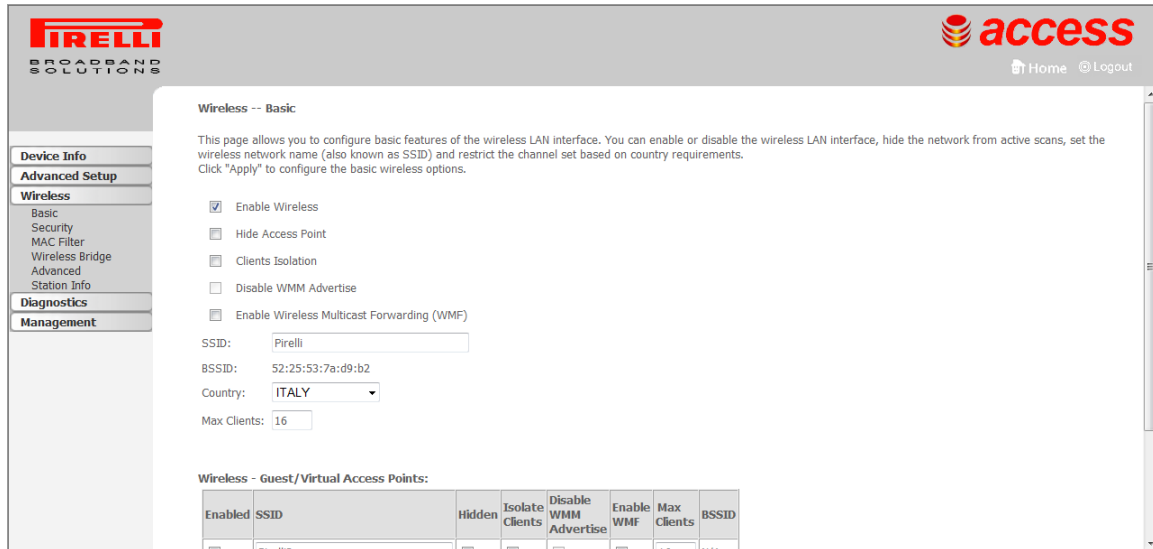 PIRELLI
BROADBAND
SOLUTIONS
access
Home Logout
Device Info
Advanced Setup
Wireless
Basic
Security
MAC Filter
Wireless Bridge
Advanced
Station Info
Diagnostics
Management
Wireless -- Basic
This page allows you to configure basic features of the wireless LAN interface. You can enable or disable the wireless LAN interface, hide the network from active scans, set the
wireless network name (also known as SSID) and restrict the channel set based on country requirements.
Click "Apply" to configure the basic wireless options.
Enable Wireless
Hide Access Point
Clients Isolation
Disable WMM Advertise
Enable Wireless Multicast Forwarding (WMF)
SSID: Pirelli
BSSID: 52:25:53:7a:d9:b2
Country: ITALY
Max Clients: 16
Wireless - Guest/Virtual Access Points:
Enabled SSID Hidden Isolate Clients Disable WMM Advertise Enable WMF Max Clients BSSID